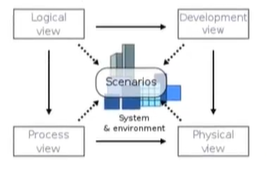 Logical
view
Development
view
Scenarios
System
& environment
Process
view
Physical
view